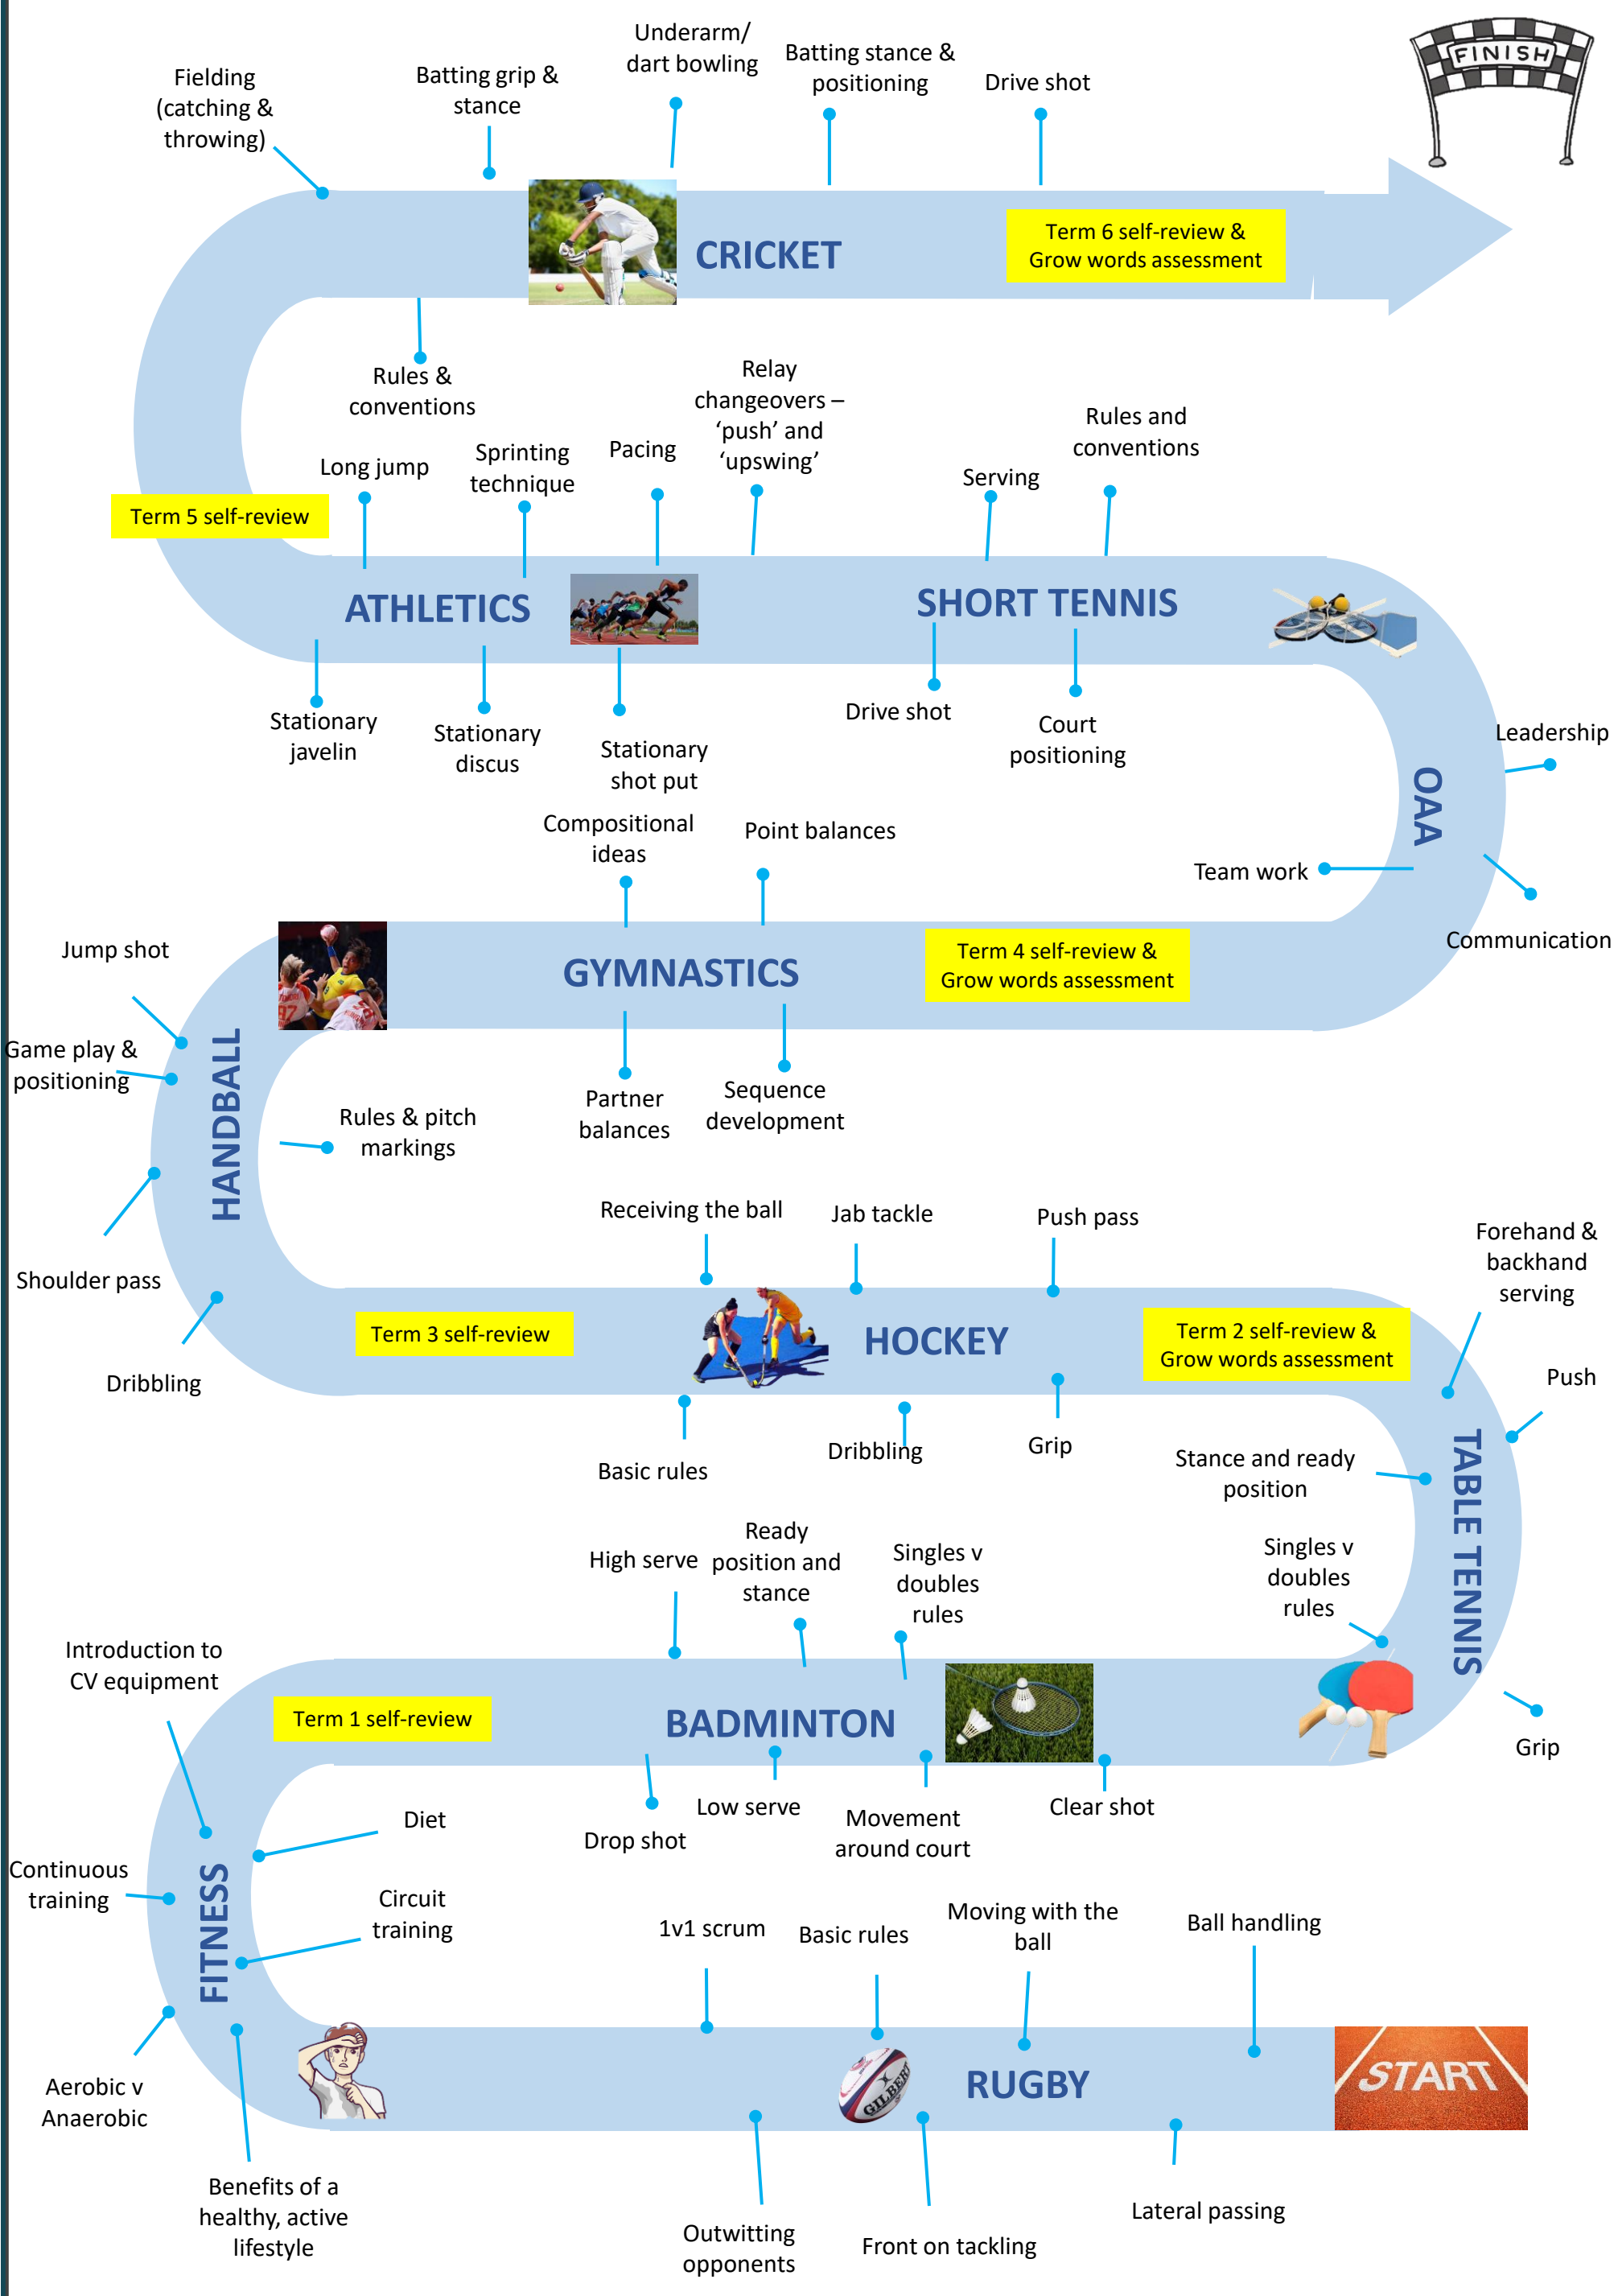 FINISH
Underarm/
dart bowling
Batting stance &
positioning
Drive shot
Batting grip &
stance
Fielding
(catching &
throwing)
CRICKET
Term 6 self-review &
Grow words assessment
Rules &
conventions
Relay
changeovers –
‘push’ and
‘upswing’
Rules and
conventions
Long jump
Sprinting
technique
Pacing
Serving
Term 5 self-review
ATHLETICS
SHORT TENNIS
Stationary
javelin
Stationary
discus
Stationary
shot put
Drive shot
Court
positioning
Leadership
OAA
Team work
Communication
Compositional
ideas
Point balances
Jump shot
GYMNASTICS
Term 4 self-review &
Grow words assessment
Game play &
positioning
HANDBALL
Rules & pitch
markings
Partner
balances
Sequence
development
Shoulder pass
Dribbling
Receiving the ball
Jab tackle
Push pass
Forehand &
backhand
serving
Term 3 self-review
HOCKEY
Term 2 self-review &
Grow words assessment
Push
Basic rules
Dribbling
Grip
Stance and ready
position
TABLE TENNIS
Singles v
doubles
rules
Grip
High serve
Ready
position and
stance
Singles v
doubles
rules
Introduction to
CV equipment
Term 1 self-review
BADMINTON
Drop shot
Low serve
Movement
around court
Clear shot
Diet
Continuous
training
FITNESS
Circuit
training
Aerobic v
Anaerobic
Benefits of a
healthy, active
lifestyle
1v1 scrum
Basic rules
Moving with the
ball
Ball handling
GILBERT
RUGBY
START
Outwitting
opponents
Front on tackling
Lateral passing